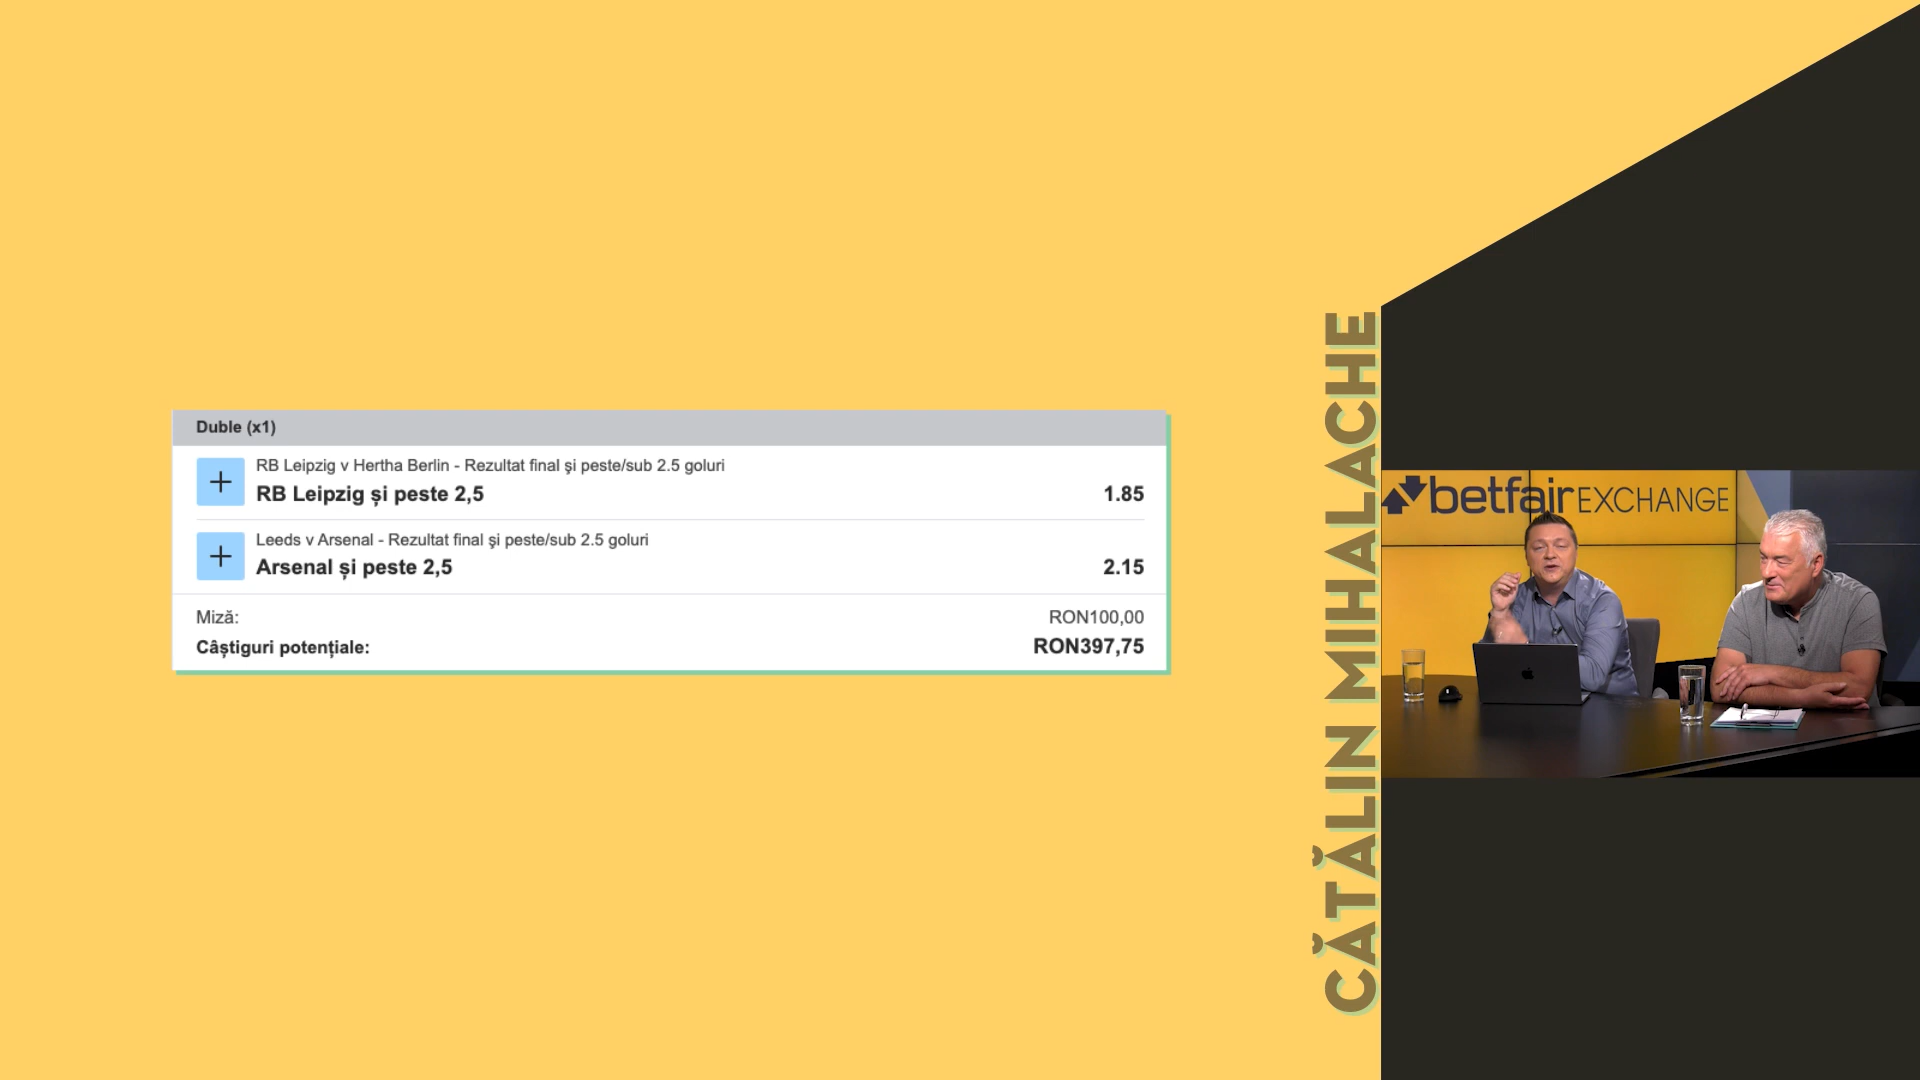 Duble (x1)
RB Leipzig v Hertha Berlin - Rezultat final şi peste/sub 2.5 goluri
RB Leipzig și peste 2,5
1.85
Leeds v Arsenal - Rezultat final şi peste/sub 2.5 goluri
Arsenal și peste 2,5
2.15
Miză:
RON100,00
Câștiguri potențiale:
RON397,75
CĂTĂLIN MIHALACHE
betfair EXCHANGE